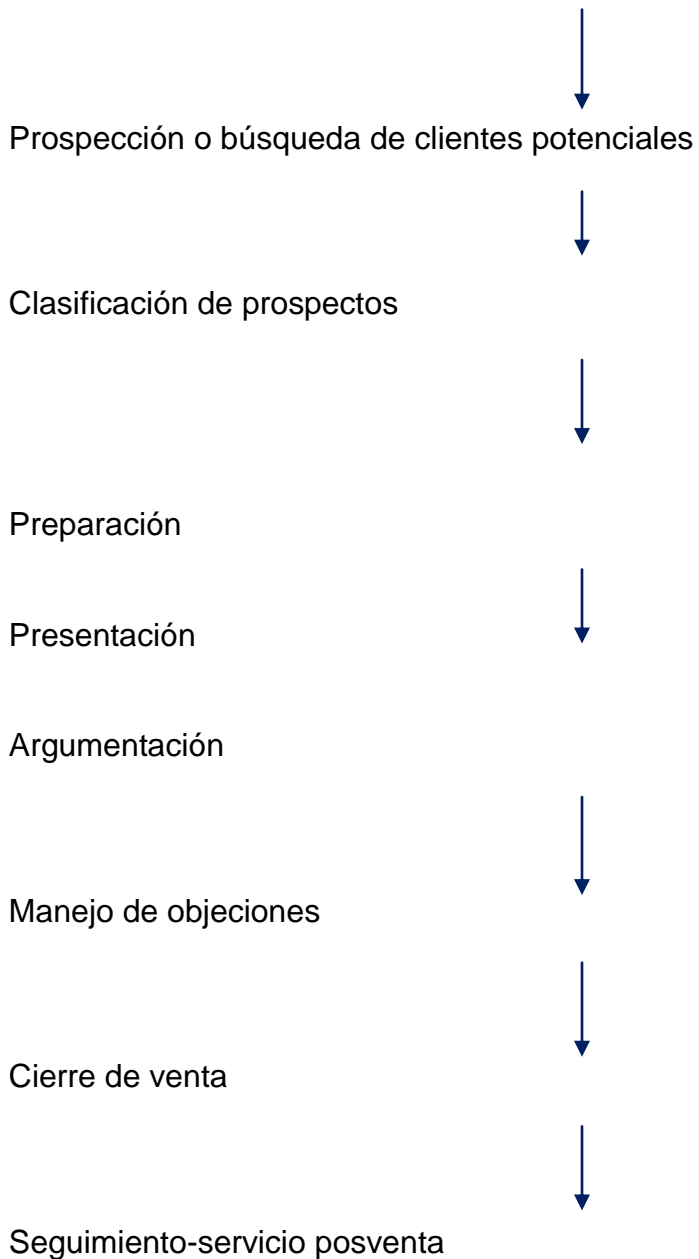 Prospección o búsqueda de clientes potenciales
Clasificación de prospectos
Preparación
Presentación
Argumentación
Manejo de objeciones
Cierre de venta
Seguimiento-servicio posventa